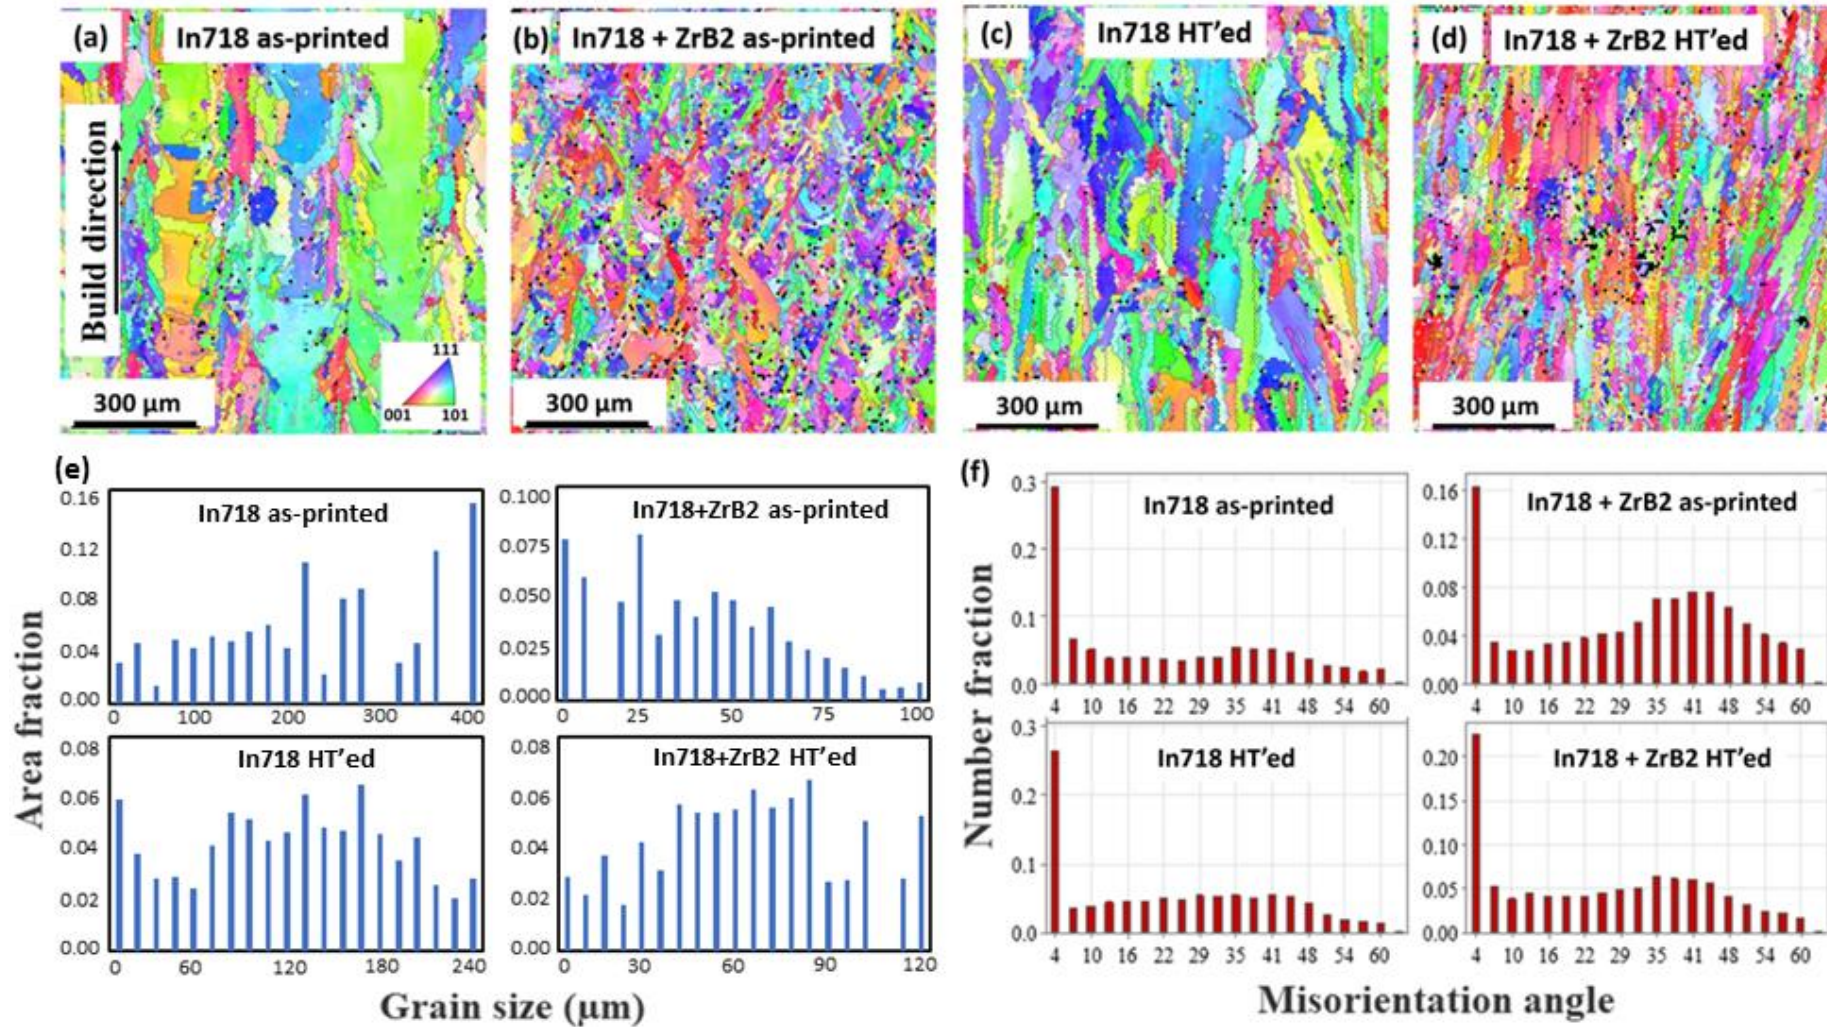 (a) In718 as-printed
Build direction
111
001 101
300 µm
(b) In718 + ZrB2 as-printed
300 µm
(c) In718 HT'ed
300 µm
(d) In718 + ZrB2 HT'ed
300 µm
(e)
Area fraction
In718 as-printed
0.16
0.12
0.08
0.04
0.00
0 100 200 300 400
In718+ZrB2 as-printed
0.100
0.075
0.050
0.025
0.000
0 25 50 75 100
In718 HT'ed
0.08
0.06
0.04
0.02
0.00
0 60 120 180 240
In718+ZrB2 HT'ed
0.08
0.06
0.04
0.02
0.00
0 30 60 90 120
Grain size (µm)
(f)
Number fraction
In718 as-printed
0.3
0.2
0.1
0.0
4 10 16 22 29 35 41 48 54 60
In718 + ZrB2 as-printed
0.16
0.12
0.08
0.04
0.00
4 10 16 22 29 35 41 48 54 60
In718 HT'ed
0.3
0.2
0.1
0.0
4 10 16 22 29 35 41 48 54 60
In718 + ZrB2 HT'ed
0.20
0.15
0.10
0.05
0.00
4 10 16 22 29 35 41 48 54 60
Misorientation angle